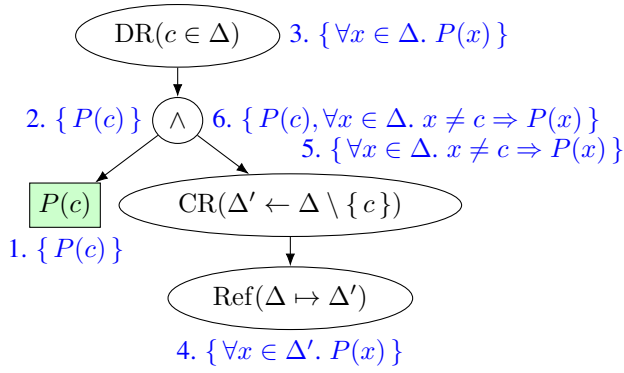 DR(c ∈ Δ) 3. { ∀x ∈ Δ. P(x) }
2. { P(c) } ∧ 6. { P(c), ∀x ∈ Δ. x ≠ c ⇒ P(x) }
5. { ∀x ∈ Δ. x ≠ c ⇒ P(x) }
P(c) CR(Δ′ ← Δ \ { c })
1. { P(c) }
Ref(Δ ↦ Δ′)
4. { ∀x ∈ Δ′. P(x) }